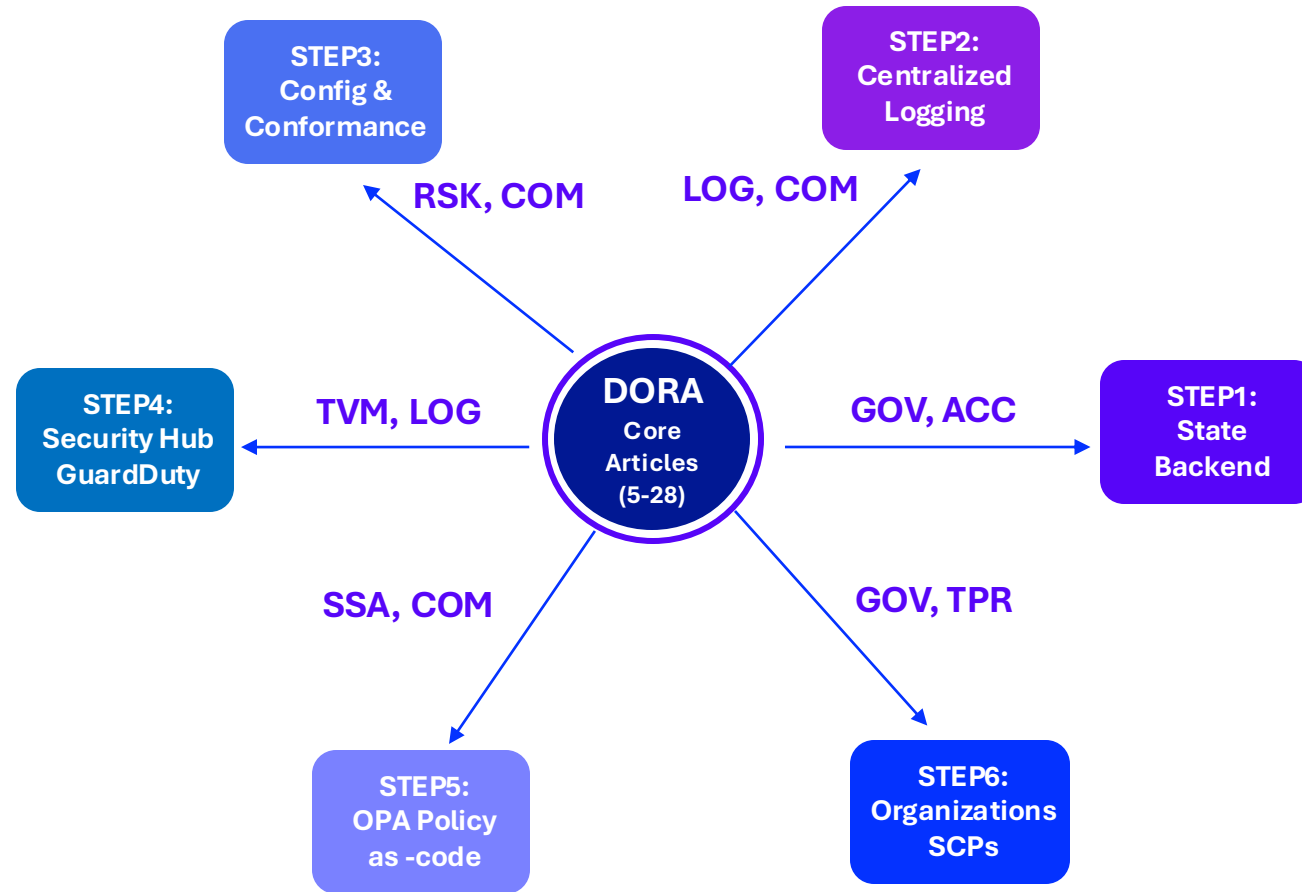 STEP3:
Config &
Conformance
STEP2:
Centralized
Logging
RSK, COM
LOG, COM
DORA
Core
Articles
(5-28)
STEP4:
Security Hub
GuardDuty
TVM, LOG
GOV, ACC
STEP1:
State
Backend
SSA, COM
GOV, TPR
STEP5:
OPA Policy
as -code
STEP6:
Organizations
SCPs